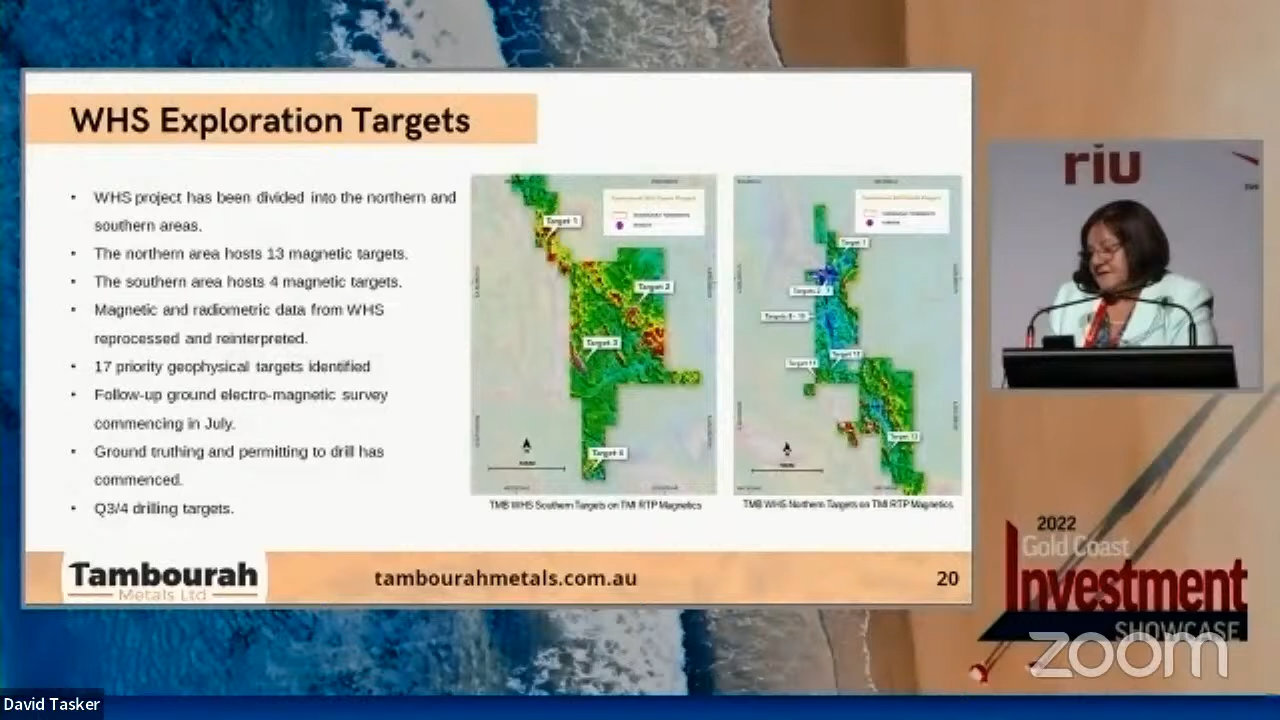 WHS Exploration Targets
• WHS project has been divided into the northern and
southern areas.
• The northern area hosts 13 magnetic targets.
• The southern area hosts 4 magnetic targets.
• Magnetic and radiometric data from WHS
reprocessed and reinterpreted.
• 17 priority geophysical targets identified
• Follow-up ground electro-magnetic survey
commencing in July.
• Ground truthing and permitting to drill has
commenced.
• Q3/4 drilling targets.
Target 1
Target 2
Target 3
Target 4
TMB WHS Southern Targets on TMI RTP Magnetics
Target 1
Target 12
Target 13
TMB WHS Northern Targets on TMI RTP Magnetics
Tambourah
Metals Ltd
tambourahmetals.com.au
20
riu
2022
Gold Coast
Investment
SHOWCASE
zoom
David Tasker